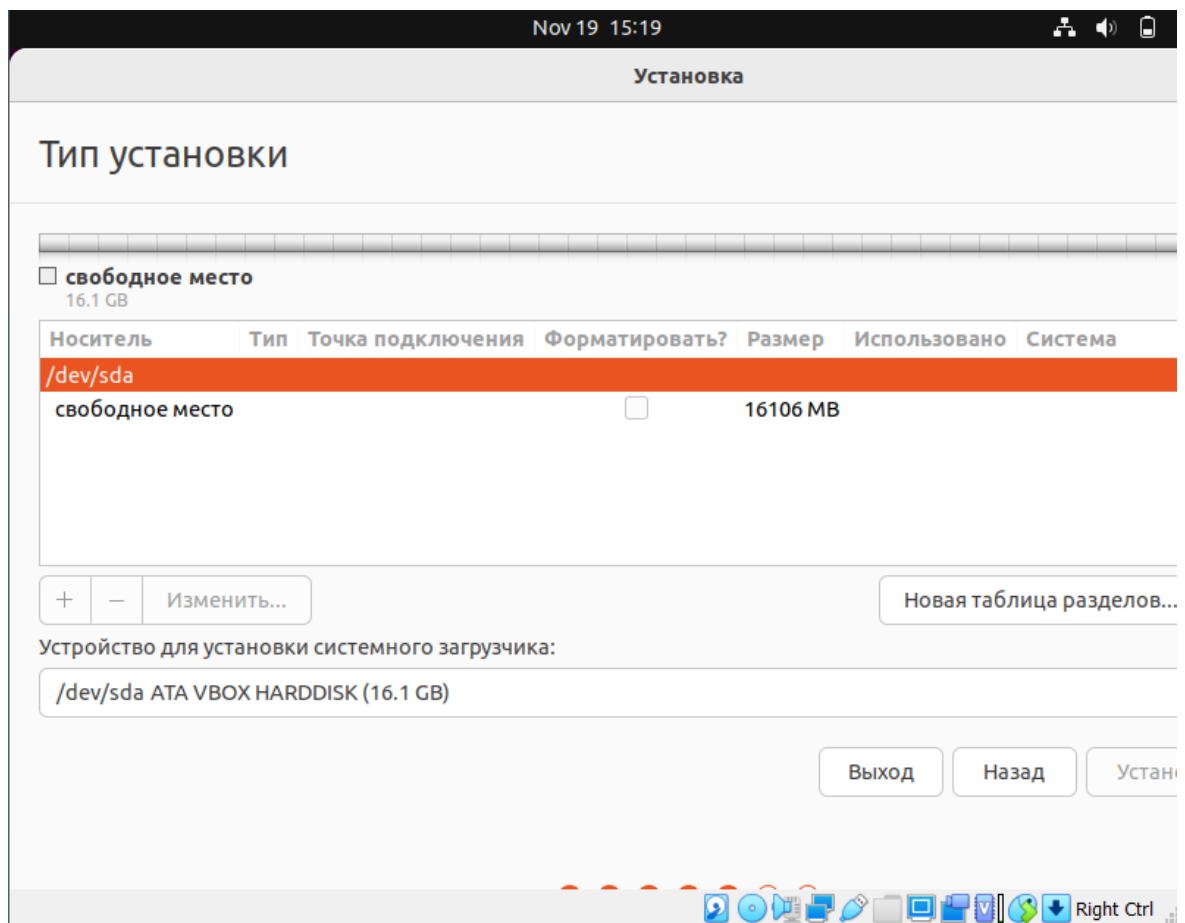 Nov 19 15:19
Установка
Тип установки
свободное место
16.1 GB
Носитель Тип Точка подключения Форматировать? Размер Использовано Система
/dev/sda
свободное место 16106 MB
+ − Изменить... Новая таблица разделов...
Устройство для установки системного загрузчика:
/dev/sda ATA VBOX HARDDISK (16.1 GB)
Выход Назад Устан
Right Ctrl